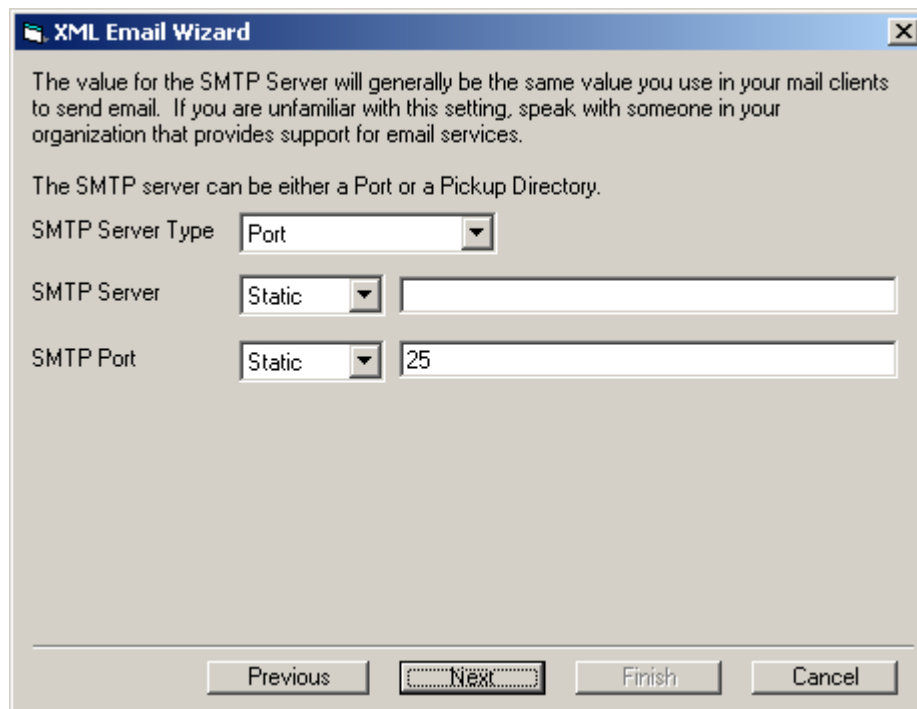 XML Email Wizard
The value for the SMTP Server will generally be the same value you use in your mail clients
to send email.  If you are unfamiliar with this setting, speak with someone in your
organization that provides support for email services.
The SMTP server can be either a Port or a Pickup Directory.
SMTP Server Type Port
SMTP Server Static
SMTP Port Static 25
Previous Next Finish Cancel